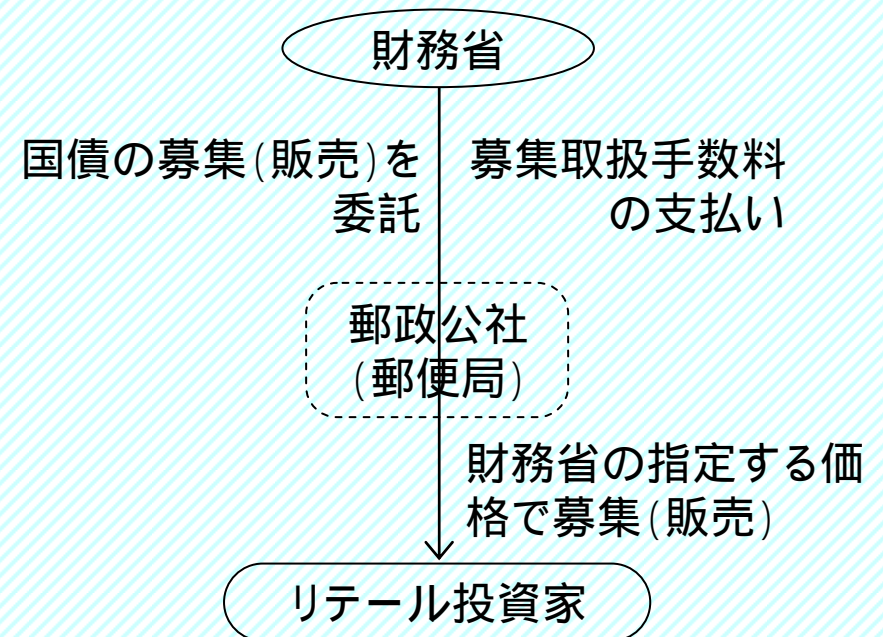 財務省
国債の募集(販売)を
委託
募集取扱手数料
の支払い
郵政公社
(郵便局)
財務省の指定する価
格で募集(販売)
リテール投資家